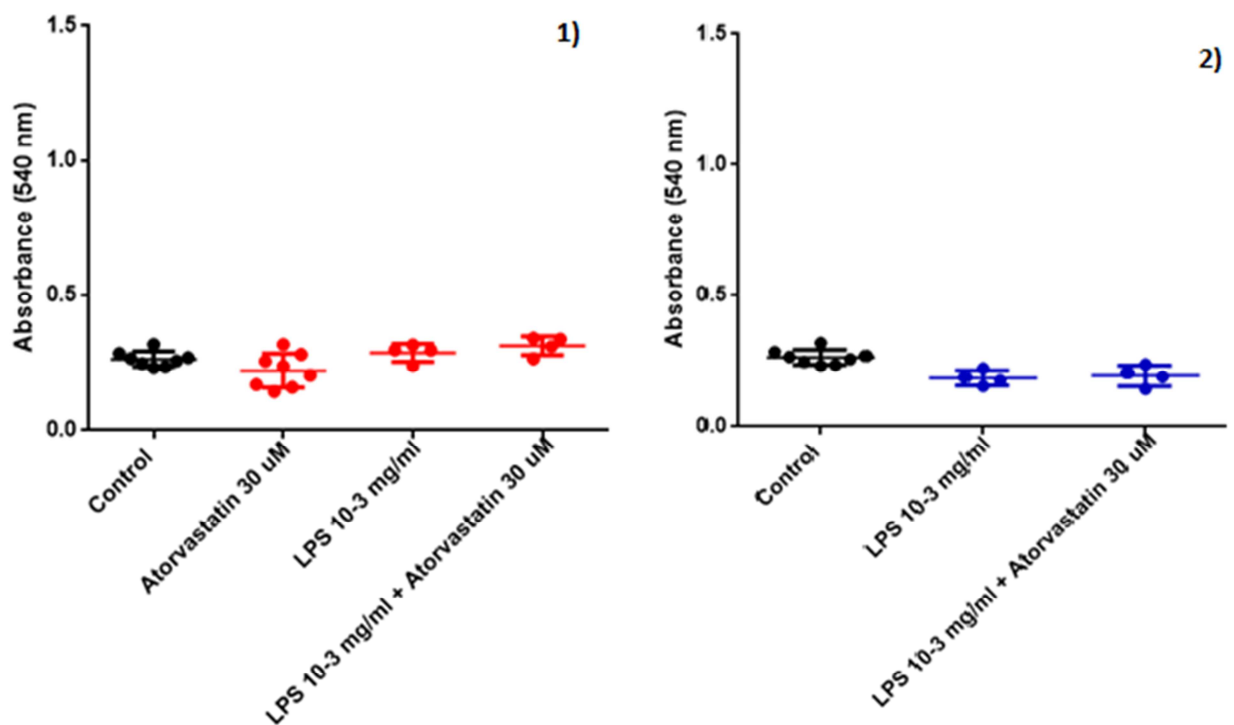 1)
1.5
1.0
0.5
0.0
Absorbance (540 nm)
Control
Atorvastatin 30 uM
LPS 10-3 mg/ml
LPS 10-3 mg/ml + Atorvastatin 30 uM
2)
1.5
1.0
0.5
0.0
Absorbance (540 nm)
Control
LPS 10-3 mg/ml
LPS 10-3 mg/ml + Atorvastatin 30 uM